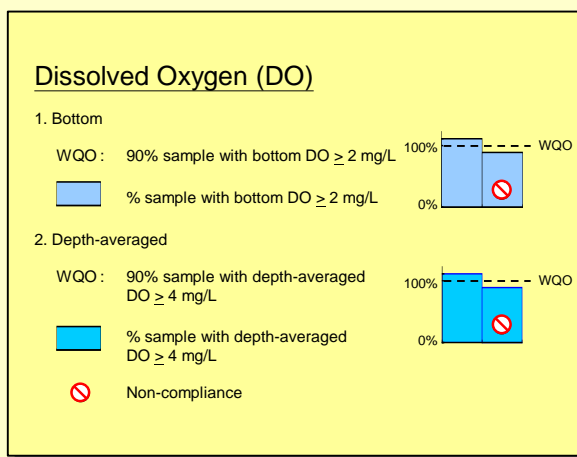 Dissolved Oxygen (DO)
1. Bottom
WQO : 90% sample with bottom DO > 2 mg/L
% sample with bottom DO > 2 mg/L
100%
WQO
0%
2. Depth-averaged
WQO : 90% sample with depth-averaged
DO > 4 mg/L
% sample with depth-averaged
DO > 4 mg/L
100%
WQO
0%
Non-compliance